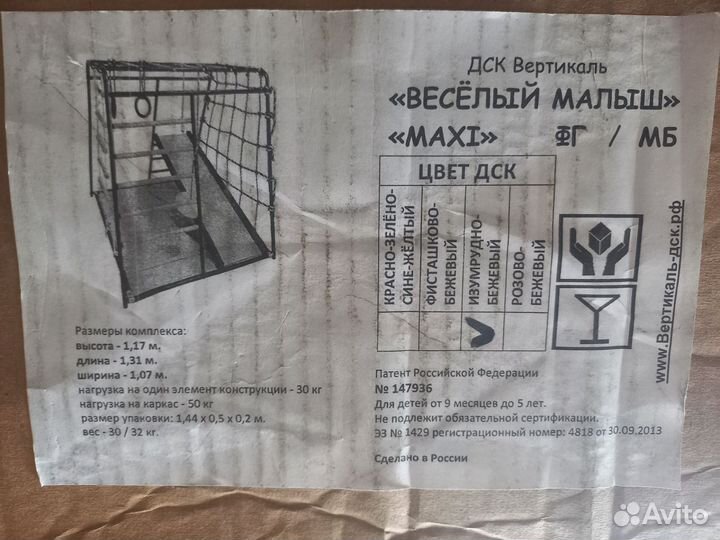 ДСК Вертикаль
«ВЕСЁЛЫЙ МАЛЫШ»
«MAXI» ФГ / МБ
ЦВЕТ ДСК
КРАСНО-ЗЕЛЁНО-
СИНЕ-ЖЁЛТЫЙ
ФИСТАШКОВО-
БЕЖЕВЫЙ
ИЗУМРУДНО-
БЕЖЕВЫЙ
РОЗОВО-
БЕЖЕВЫЙ
www.Вертикаль-дск.рф
Размеры комплекса:
высота - 1,17 м.
длина - 1,31 м.
ширина - 1,07 м.
нагрузка на один элемент конструкции - 30 кг
нагрузка на каркас - 50 кг
размер упаковки: 1,44 х 0,5 х 0,2 м.
вес - 30 / 32 кг.
Патент Российской Федерации
№ 147936
Для детей от 9 месяцев до 5 лет.
Не подлежит обязательной сертификации.
ЭЗ № 1429 регистрационный номер: 4818 от 30.09.2013
Сделано в России
Avito